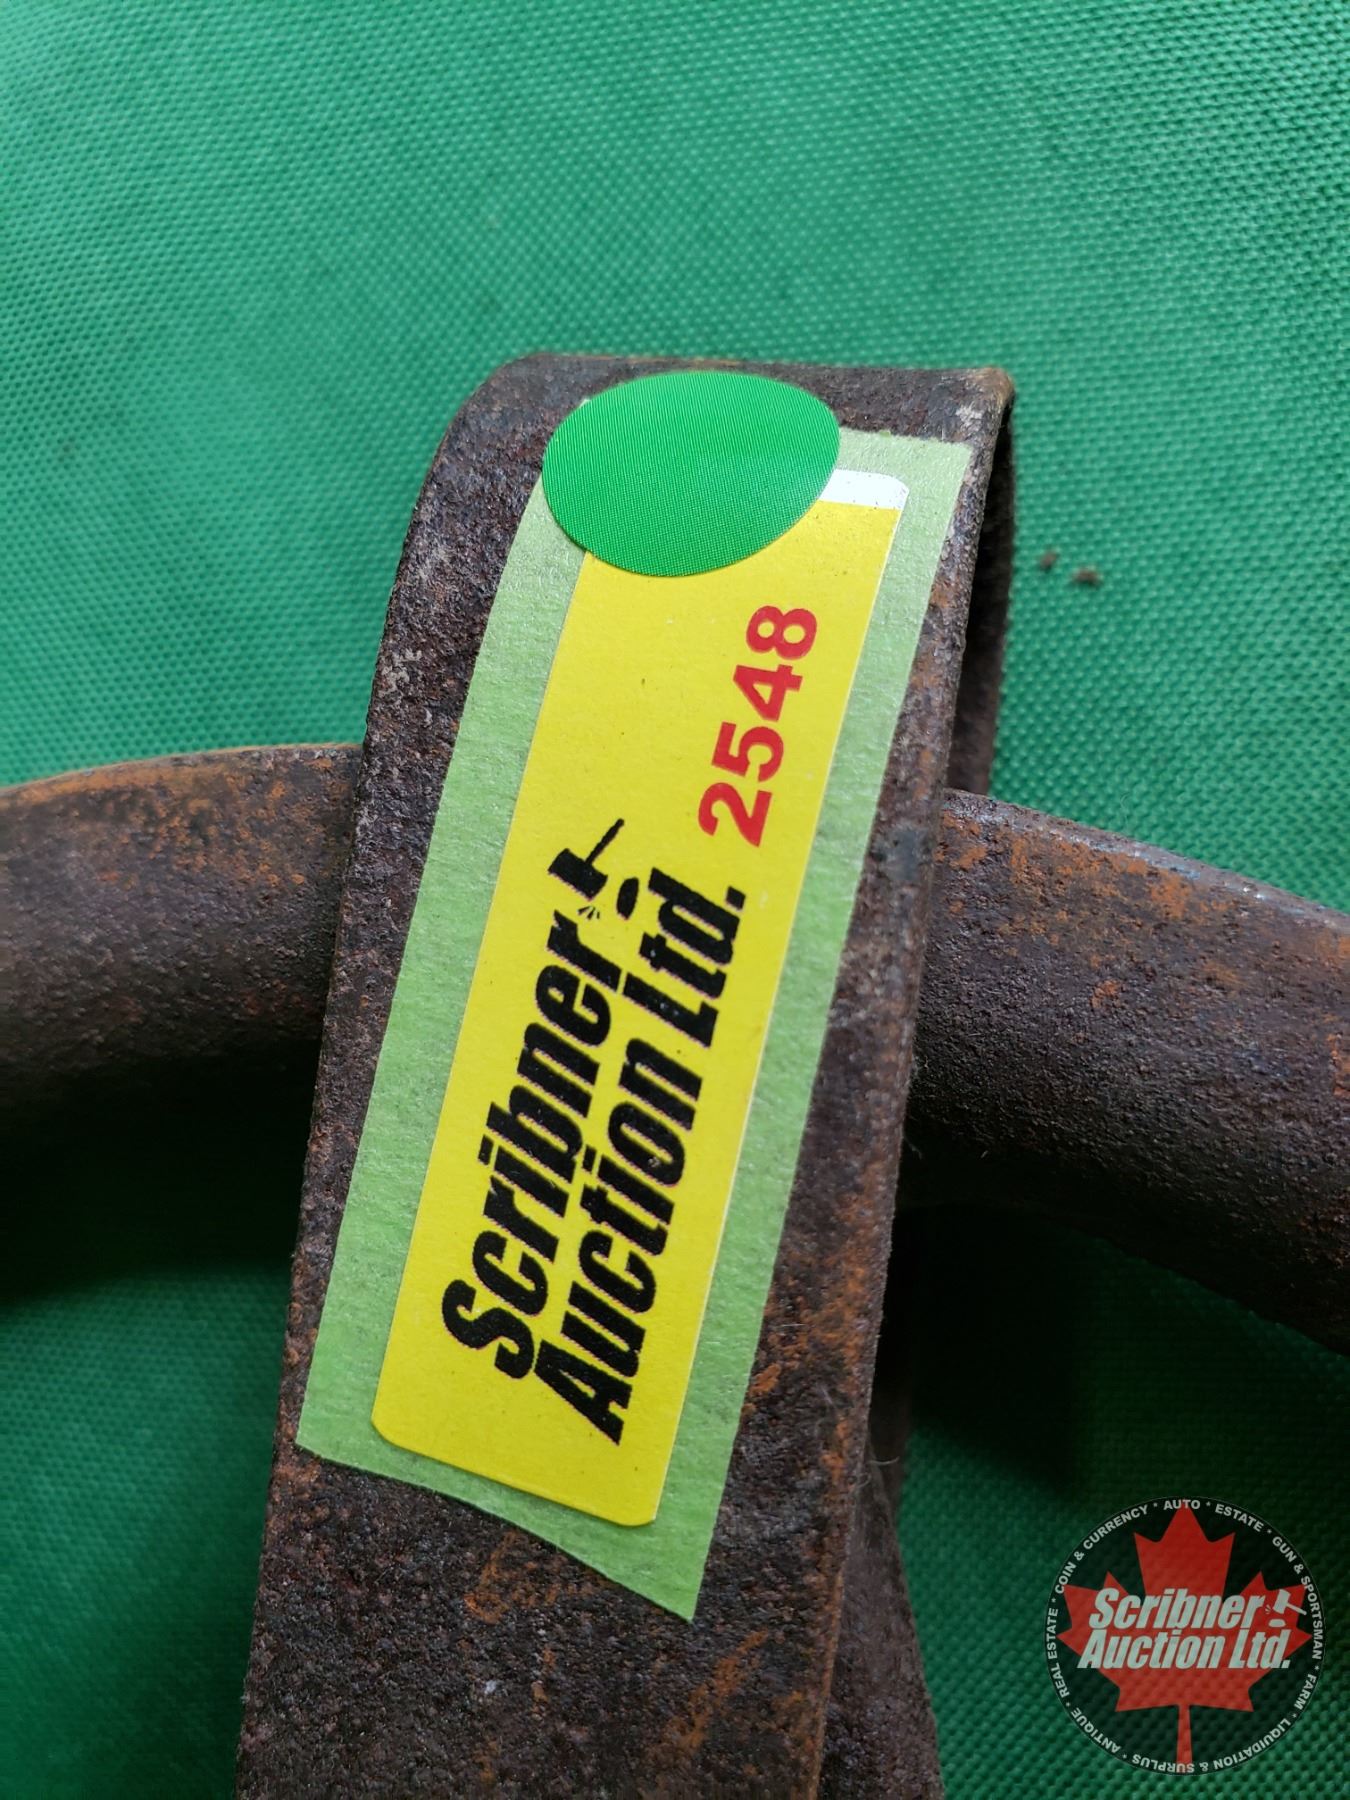 Scribner
Auction Ltd.
2548
REAL ESTATE * COIN & CURRENCY * AUTO * ESTATE * GUN & SPORTSMAN * FARM * LIQUIDATION & SURPLUS * ANTIQUE *
Scribner
Auction Ltd.